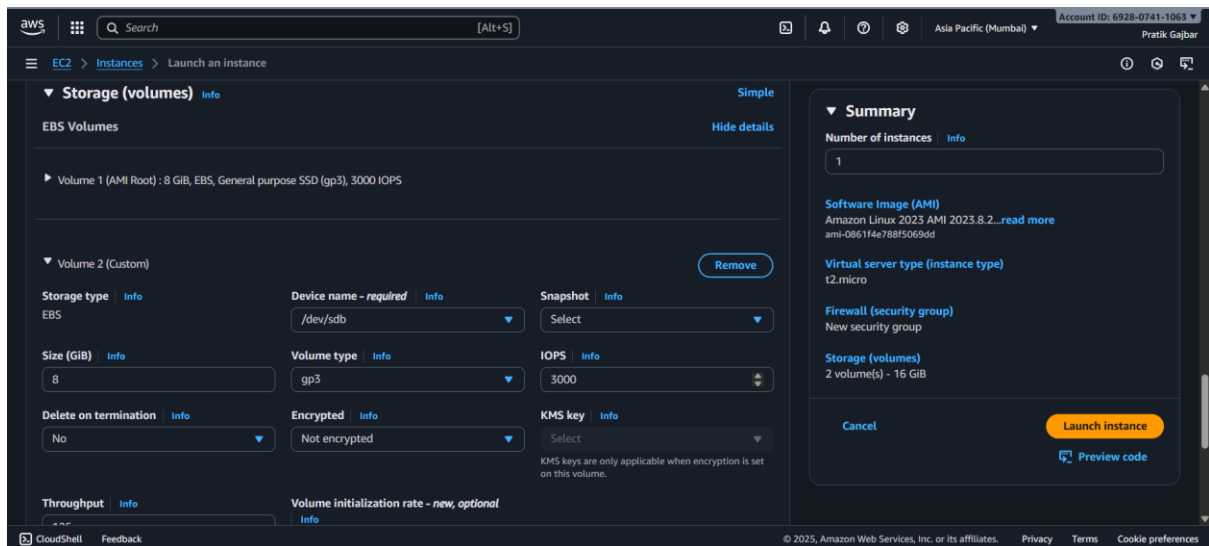 aws
Search
[Alt+S]
Asia Pacific (Mumbai)
Account ID: 6928-0741-1063
Pratik Gajbar
EC2 > Instances > Launch an instance
Storage (volumes) Info
Simple
EBS Volumes
Hide details
Volume 1 (AMI Root) : 8 GiB, EBS, General purpose SSD (gp3), 3000 IOPS
Volume 2 (Custom)
Remove
Storage type Info
EBS
Device name – required Info
/dev/sdb
Snapshot Info
Select
Size (GiB) Info
8
Volume type Info
gp3
IOPS Info
3000
Delete on termination Info
No
Encrypted Info
Not encrypted
KMS key Info
Select
KMS keys are only applicable when encryption is set
on this volume.
Throughput Info
Volume initialization rate – new, optional
Info
Summary
Number of instances Info
1
Software Image (AMI)
Amazon Linux 2023 AMI 2023.8.2...read more
ami-0861f4e788f5069dd
Virtual server type (instance type)
t2.micro
Firewall (security group)
New security group
Storage (volumes)
2 volume(s) - 16 GiB
Cancel
Launch instance
Preview code
CloudShell Feedback
© 2025, Amazon Web Services, Inc. or its affiliates. Privacy Terms Cookie preferences